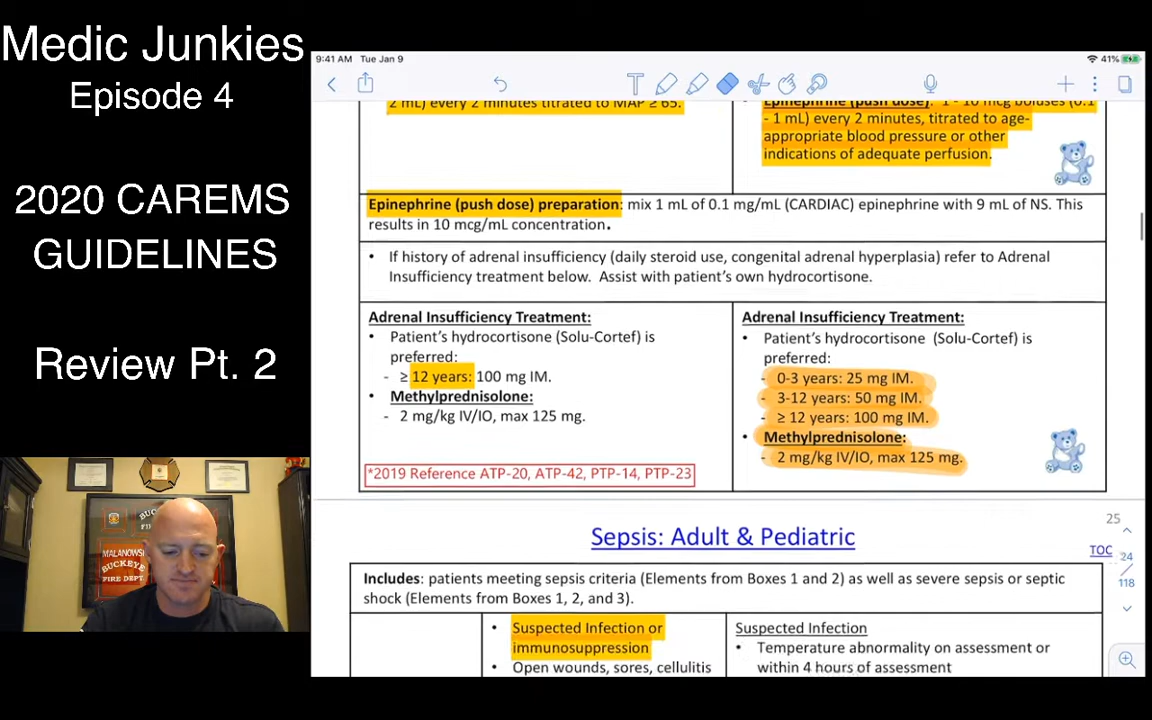 Medic Junkies
Episode 4
2020 CAREMS
GUIDELINES
Review Pt. 2
9:41 AM Tue Jan 9
41%
2 mL) every 2 minutes titrated to MAP ≥ 65.
Epinephrine (push dose): 1 - 10 mcg boluses (0.1
- 1 mL) every 2 minutes, titrated to age-
appropriate blood pressure or other
indications of adequate perfusion.
Epinephrine (push dose) preparation: mix 1 mL of 0.1 mg/mL (CARDIAC) epinephrine with 9 mL of NS. This
results in 10 mcg/mL concentration.
• If history of adrenal insufficiency (daily steroid use, congenital adrenal hyperplasia) refer to Adrenal
Insufficiency treatment below. Assist with patient's own hydrocortisone.
Adrenal Insufficiency Treatment:
• Patient's hydrocortisone (Solu-Cortef) is
preferred:
- ≥ 12 years: 100 mg IM.
• Methylprednisolone:
- 2 mg/kg IV/IO, max 125 mg.
*2019 Reference ATP-20, ATP-42, PTP-14, PTP-23
Adrenal Insufficiency Treatment:
• Patient's hydrocortisone (Solu-Cortef) is
preferred:
- 0-3 years: 25 mg IM.
- 3-12 years: 50 mg IM.
- ≥ 12 years: 100 mg IM.
• Methylprednisolone:
- 2 mg/kg IV/IO, max 125 mg.
25
Sepsis: Adult & Pediatric
TOC
24
118
Includes: patients meeting sepsis criteria (Elements from Boxes 1 and 2) as well as severe sepsis or septic
shock (Elements from Boxes 1, 2, and 3).
• Suspected Infection or
immunosuppression
• Open wounds, sores, cellulitis
Suspected Infection
• Temperature abnormality on assessment or
within 4 hours of assessment
MALANOWSKI
BUCKEYE
FIRE DEPT.